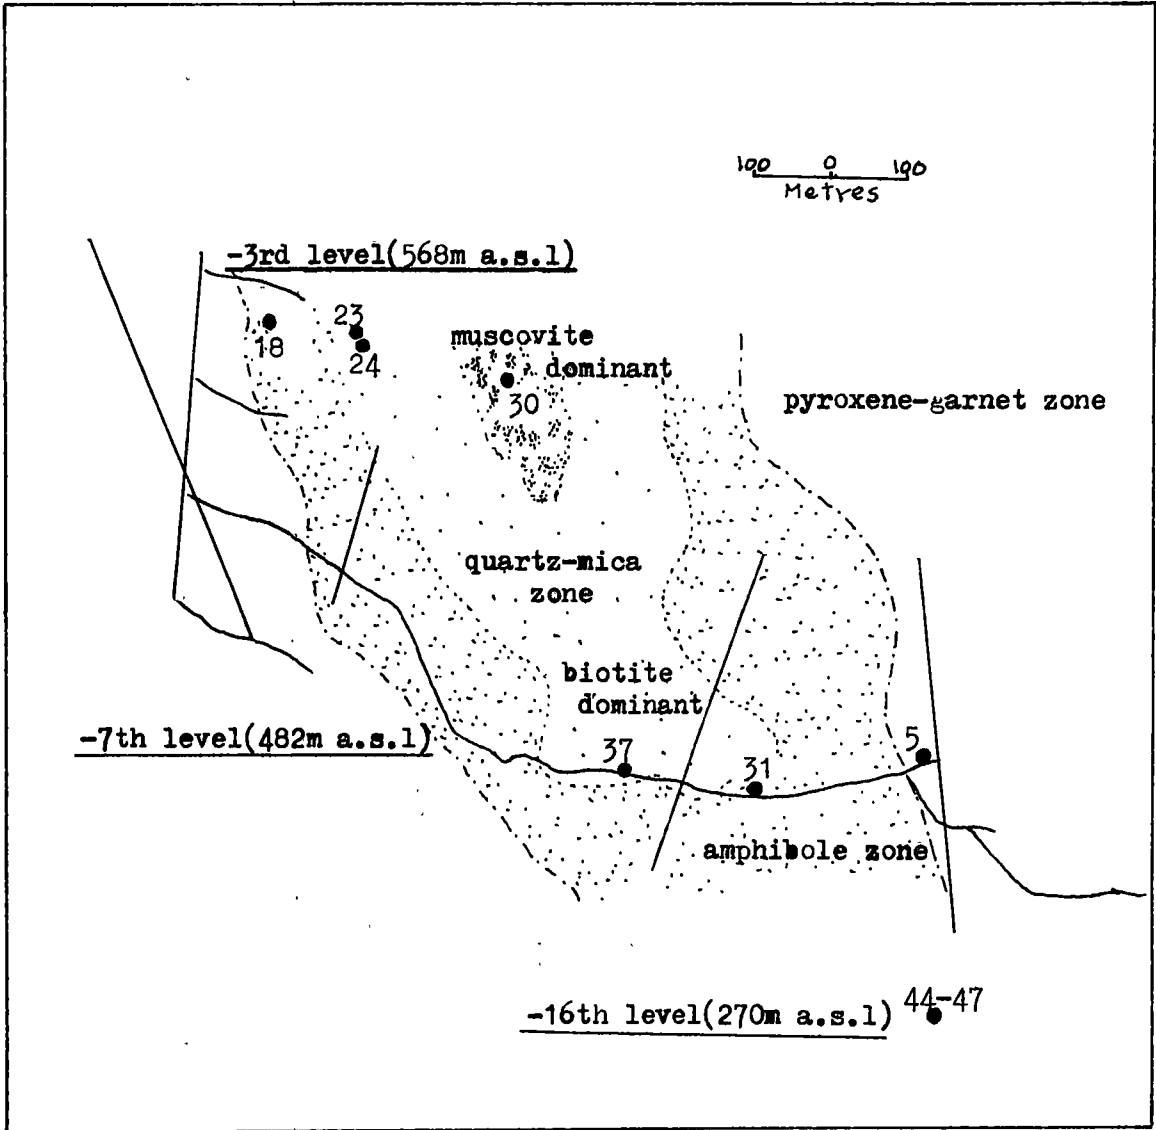 100 0 100
Metres
-3rd level(568m a.s.l)
23
18
24
muscovite
dominant
30
pyroxene-garnet zone
quartz-mica
zone
biotite
dominant
-7th level(482m a.s.l)
37
31
5
amphibole zone
-16th level(270m a.s.l)
44-47